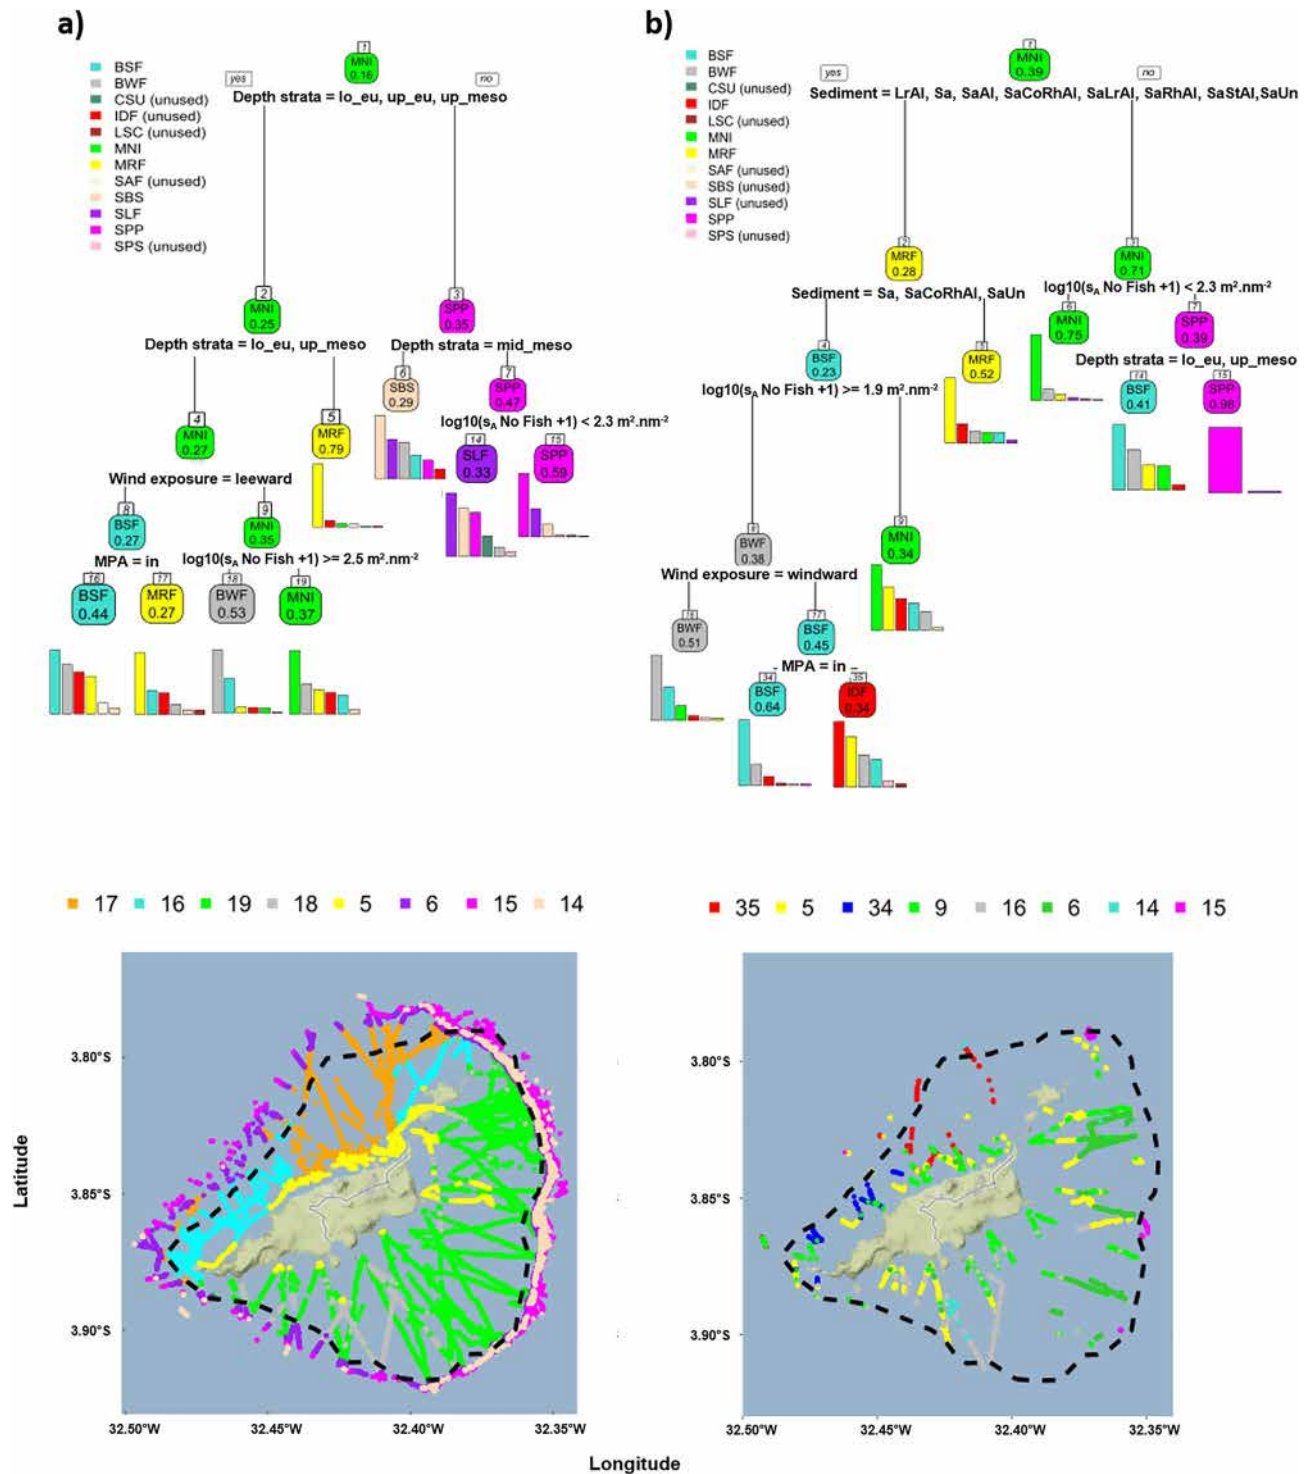 a)
BSF
BWF
CSU (unused)
IDF (unused)
LSC (unused)
MNI
MRF
SAF (unused)
SBS
SLF
SPP
SPS (unused)
1
MNI
0.16
yes
no
Depth strata = lo_eu, up_eu, up_meso
2
MNI
0.25
3
SPP
0.35
Depth strata = lo_eu, up_meso
Depth strata = mid_meso
4
MNI
0.27
5
MRF
0.79
6
SBS
0.29
7
SPP
0.47
log10(sA No Fish +1) < 2.3 m².nm⁻²
14
SLF
0.33
15
SPP
0.59
Wind exposure = leeward
8
BSF
0.27
9
MNI
0.35
MPA = in
log10(sA No Fish +1) >= 2.5 m².nm⁻²
16
BSF
0.44
17
MRF
0.27
18
BWF
0.53
19
MNI
0.37
b)
BSF
BWF
CSU (unused)
IDF
LSC (unused)
MNI
MRF
SAF (unused)
SBS (unused)
SLF (unused)
SPP
SPS (unused)
1
MNI
0.39
yes
no
Sediment = LrAl, Sa, SaAl, SaCoRhAl, SaLrAl, SaRhAl, SaStAl,SaUn
2
MRF
0.28
3
MNI
0.71
Sediment = Sa, SaCoRhAl, SaUn
log10(sA No Fish +1) < 2.3 m².nm⁻²
4
BSF
0.23
5
MRF
0.52
6
MNI
0.75
7
SPP
0.39
Depth strata = lo_eu, up_meso
14
BSF
0.41
15
SPP
0.98
log10(sA No Fish +1) >= 1.9 m².nm⁻²
8
BWF
0.38
9
MNI
0.34
Wind exposure = windward
16
BWF
0.51
17
BSF
0.45
MPA = in
34
BSF
0.64
35
IDF
0.34
17 16 19 18 5 6 15 14
3.80°S
3.85°S
3.90°S
32.50°W 32.45°W 32.40°W 32.35°W
35 5 34 9 16 6 14 15
3.80°S
3.85°S
3.90°S
32.50°W 32.45°W 32.40°W 32.35°W
Latitude
Longitude